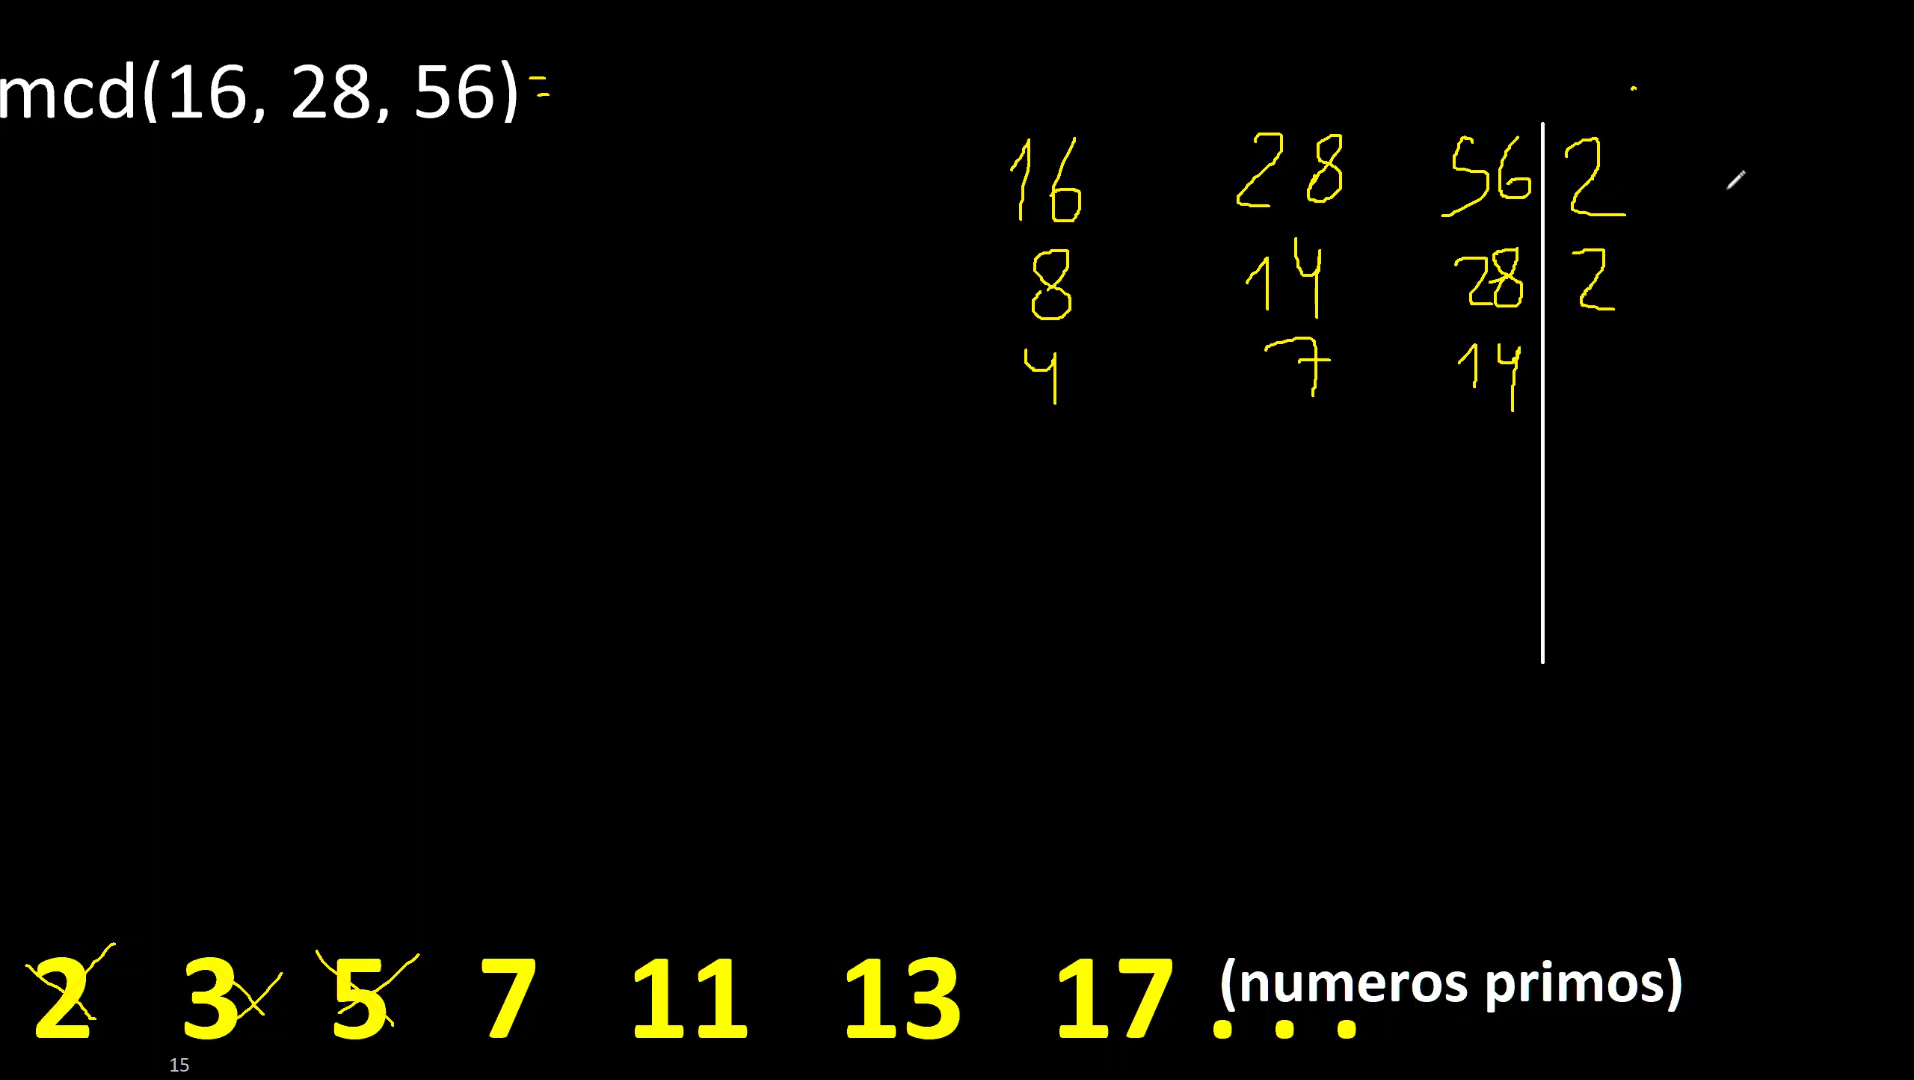 mcd(16, 28, 56)=
16 28 56 2
8 14 28 2
4 7 14
2 3 5 7 11 13 17 ... (numeros primos)
15